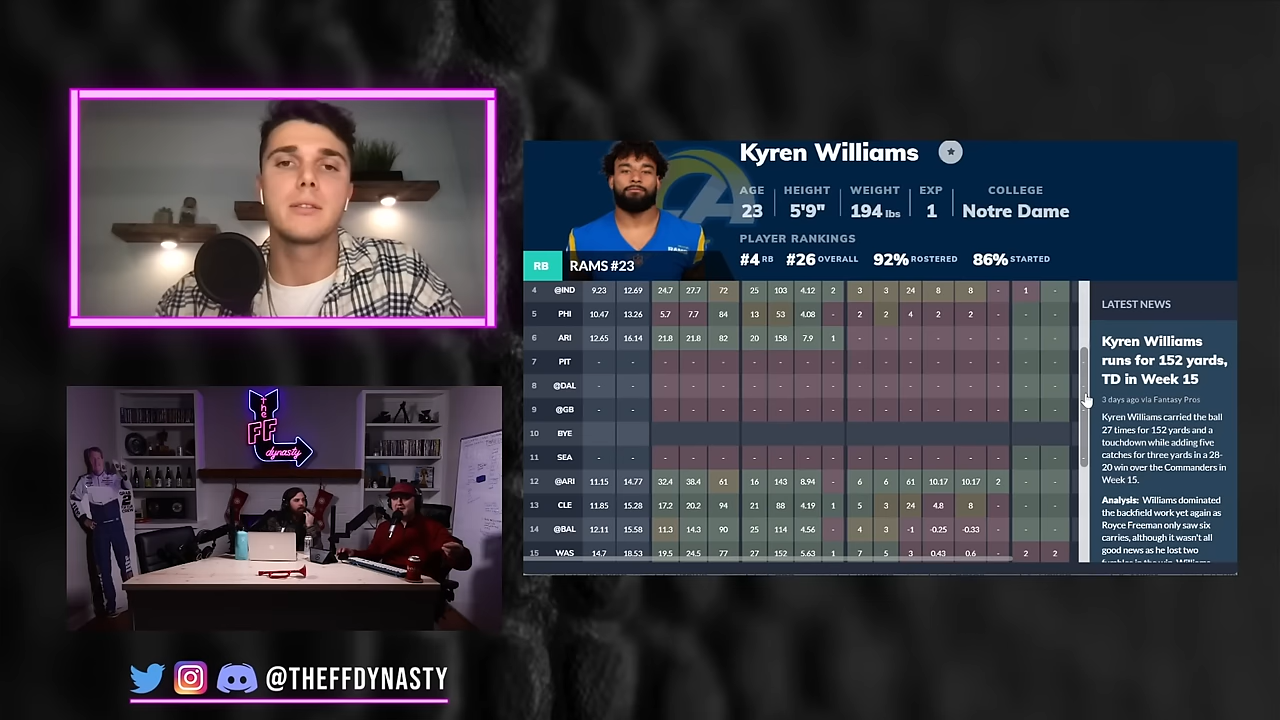 the
FF
dynasty
@THEFFDYNASTY
Kyren Williams
AGE HEIGHT WEIGHT EXP COLLEGE
23 5'9" 194 lbs 1 Notre Dame
PLAYER RANKINGS
#4 RB #26 OVERALL 92% ROSTERED 86% STARTED
RB RAMS #23
4 @IND 9.23 12.69 24.7 27.7 72 25 103 4.12 2 3 3 24 8 8 - 1 -
5 PHI 10.47 13.26 5.7 7.7 84 13 53 4.08 - 2 2 4 2 2 - - -
6 ARI 12.65 16.14 21.8 21.8 82 20 158 7.9 1 - - - - - - - -
7 PIT - - - - - - - - - - - - - - - - -
8 @DAL - - - - - - - - - - - - - - - - -
9 @GB - - - - - - - - - - - - - - - - -
10 BYE
11 SEA - - - - - - - - - - - - - - - - -
12 @ARI 11.15 14.77 32.4 38.4 61 16 143 8.94 - 6 6 61 10.17 10.17 2 - -
13 CLE 11.85 15.28 17.2 20.2 94 21 88 4.19 1 5 3 24 4.8 8 - - -
14 @BAL 12.11 15.58 11.3 14.3 90 25 114 4.56 - 4 3 -1 -0.25 -0.33 - - -
15 WAS 14.7 18.53 19.5 24.5 77 27 152 5.63 1 7 5 3 0.43 0.6 - 2 2
LATEST NEWS
Kyren Williams
runs for 152 yards,
TD in Week 15
3 days ago via Fantasy Pros
Kyren Williams carried the ball
27 times for 152 yards and a
touchdown while adding five
catches for three yards in a 28-
20 win over the Commanders in
Week 15.
Analysis: Williams dominated
the backfield work yet again as
Royce Freeman only saw six
carries, although it wasn't all
good news as he lost two